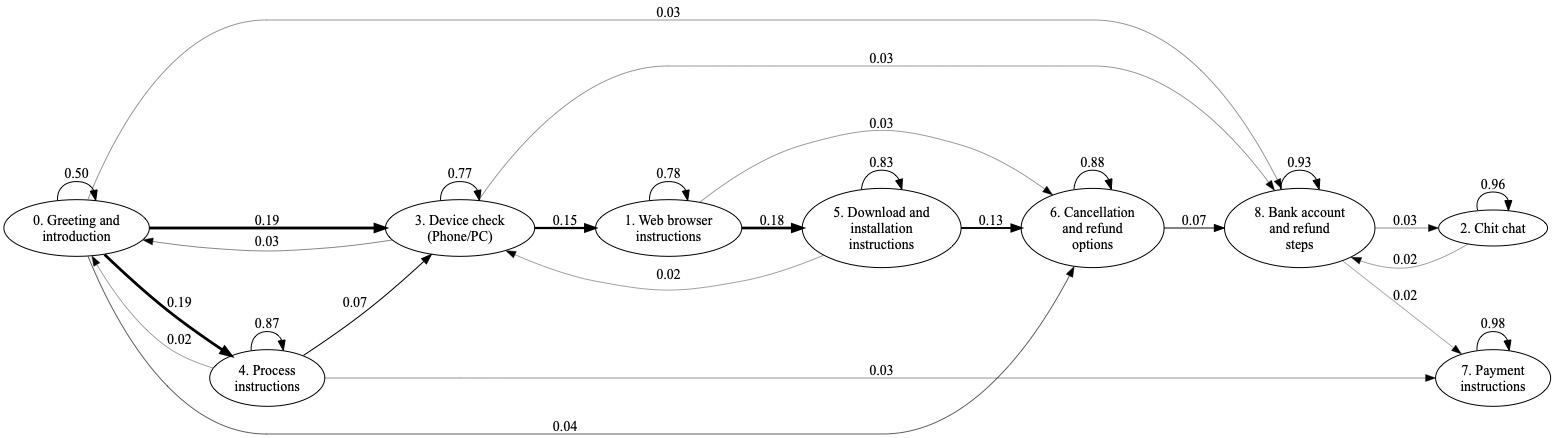 0.03
0.03
0.03
0.50
0.77
0.78
0.83
0.88
0.93
0.96
0. Greeting and
introduction
0.19
0.03
3. Device check
(Phone/PC)
0.15
1. Web browser
instructions
0.18
5. Download and
installation
instructions
0.13
6. Cancellation
and refund
options
0.07
8. Bank account
and refund
steps
0.03
2. Chit chat
0.02
0.02
0.02
0.19
0.07
0.02
0.87
0.98
4. Process
instructions
0.03
7. Payment
instructions
0.04